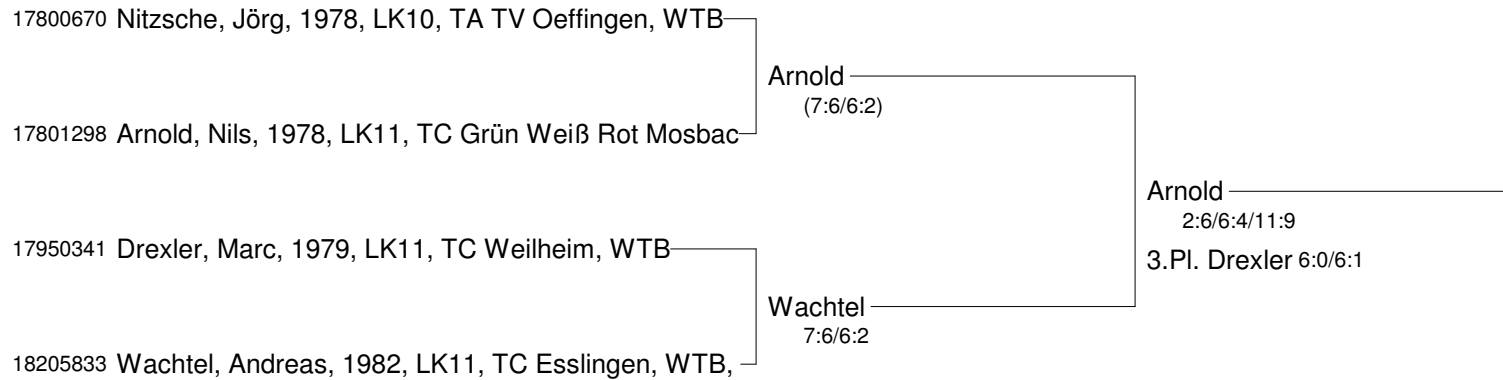 17800670 Nitzsche, Jörg, 1978, LK10, TA TV Oeffingen, WTB
Arnold
(7:6/6:2)
17801298 Arnold, Nils, 1978, LK11, TC Grün Weiß Rot Mosbac
Arnold
2:6/6:4/11:9
17950341 Drexler, Marc, 1979, LK11, TC Weilheim, WTB
3.Pl. Drexler 6:0/6:1
Wachtel
7:6/6:2
18205833 Wachtel, Andreas, 1982, LK11, TC Esslingen, WTB,